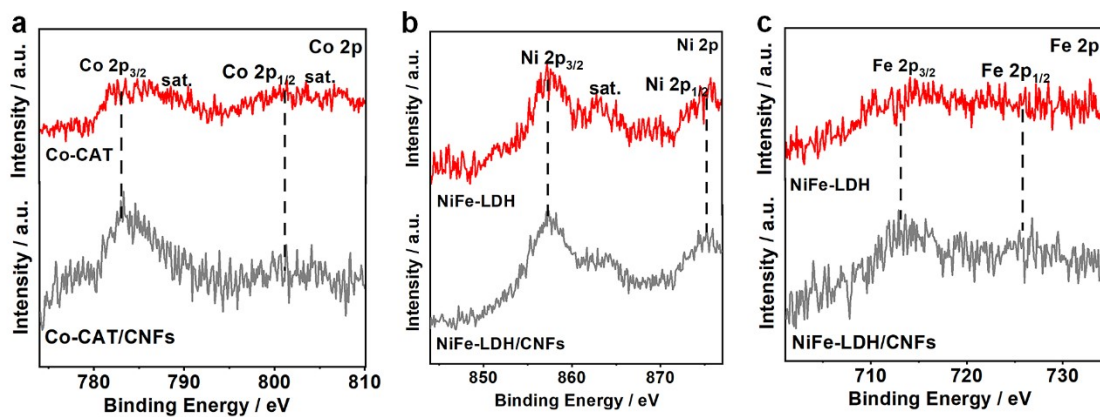 a
Co 2p
Co 2p3/2
sat.
Co 2p1/2
sat.
Co-CAT
Co-CAT/CNFs
Intensity / a.u.
Intensity / a.u.
780 790 800 810
Binding Energy / eV
b
Ni 2p
Ni 2p3/2
sat.
Ni 2p1/2
NiFe-LDH
NiFe-LDH/CNFs
Intensity / a.u.
Intensity / a.u.
850 860 870
Binding Energy / eV
c
Fe 2p
Fe 2p3/2
Fe 2p1/2
NiFe-LDH
NiFe-LDH/CNFs
Intensity / a.u.
Intensity / a.u.
710 720 730
Binding Energy / eV